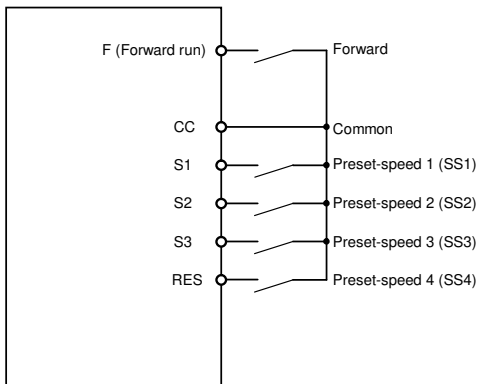 F (Forward run) Forward
CC Common
S1 Preset-speed 1 (SS1)
S2 Preset-speed 2 (SS2)
S3 Preset-speed 3 (SS3)
RES Preset-speed 4 (SS4)